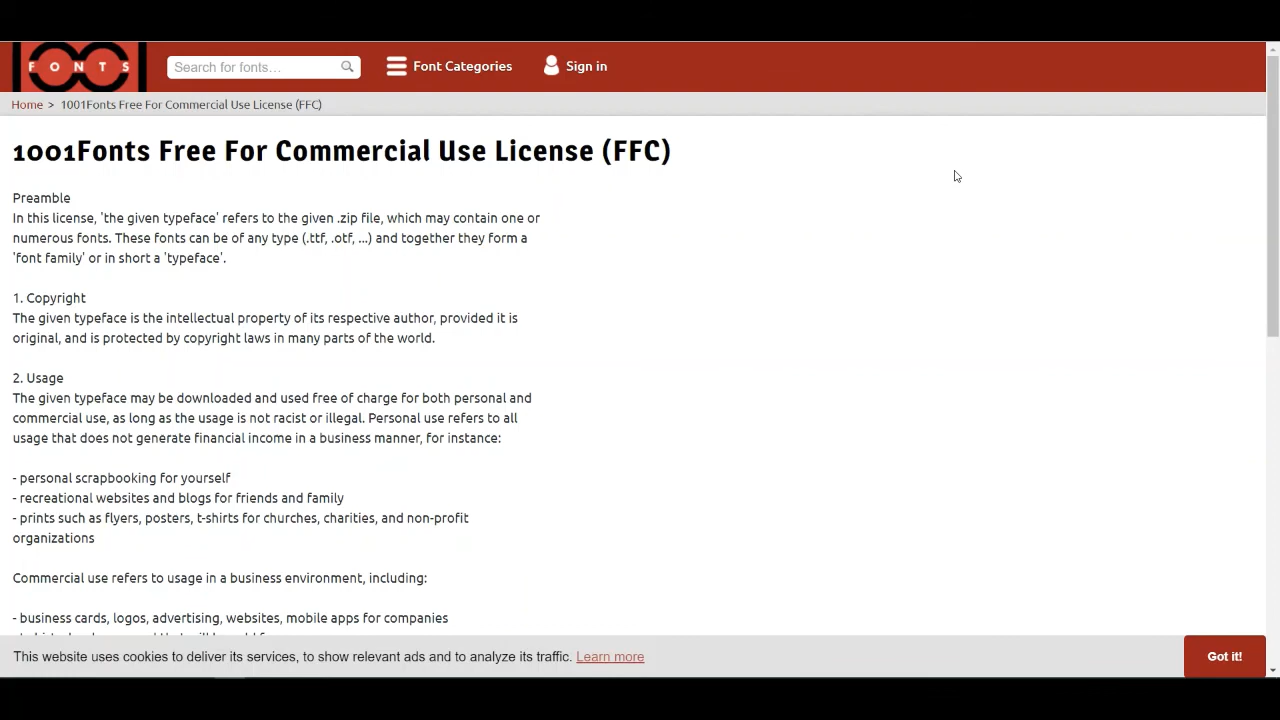 FONTS
Search for fonts...
Font Categories
Sign in
Home > 1001Fonts Free For Commercial Use License (FFC)
1001Fonts Free For Commercial Use License (FFC)
Preamble
In this license, 'the given typeface' refers to the given .zip file, which may contain one or
numerous fonts. These fonts can be of any type (.ttf, .otf, ...) and together they form a
'font family' or in short a 'typeface'.
1. Copyright
The given typeface is the intellectual property of its respective author, provided it is
original, and is protected by copyright laws in many parts of the world.
2. Usage
The given typeface may be downloaded and used free of charge for both personal and
commercial use, as long as the usage is not racist or illegal. Personal use refers to all
usage that does not generate financial income in a business manner, for instance:
- personal scrapbooking for yourself
- recreational websites and blogs for friends and family
- prints such as flyers, posters, t-shirts for churches, charities, and non-profit
organizations
Commercial use refers to usage in a business environment, including:
- business cards, logos, advertising, websites, mobile apps for companies
This website uses cookies to deliver its services, to show relevant ads and to analyze its traffic. Learn more
Got it!